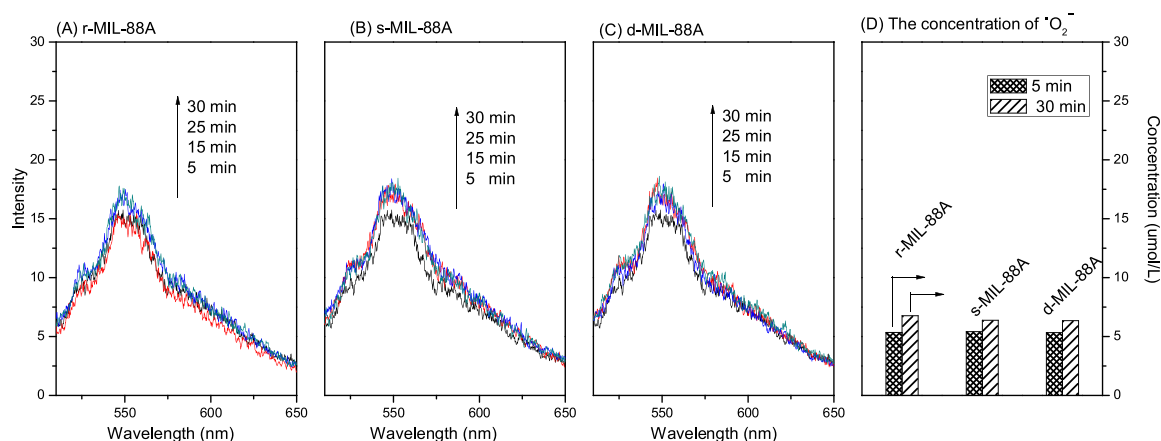 (A) r-MIL-88A
30
25
20
15
10
5
0
Intensity
30 min
25 min
15 min
5 min
550
600
650
Wavelength (nm)
(B) s-MIL-88A
30 min
25 min
15 min
5 min
550
600
650
Wavelength (nm)
(C) d-MIL-88A
30 min
25 min
15 min
5 min
550
600
650
Wavelength (nm)
(D) The concentration of •O₂⁻
5 min
30 min
r-MIL-88A
s-MIL-88A
d-MIL-88A
30
25
20
15
10
5
0
Concentration (umol/L)